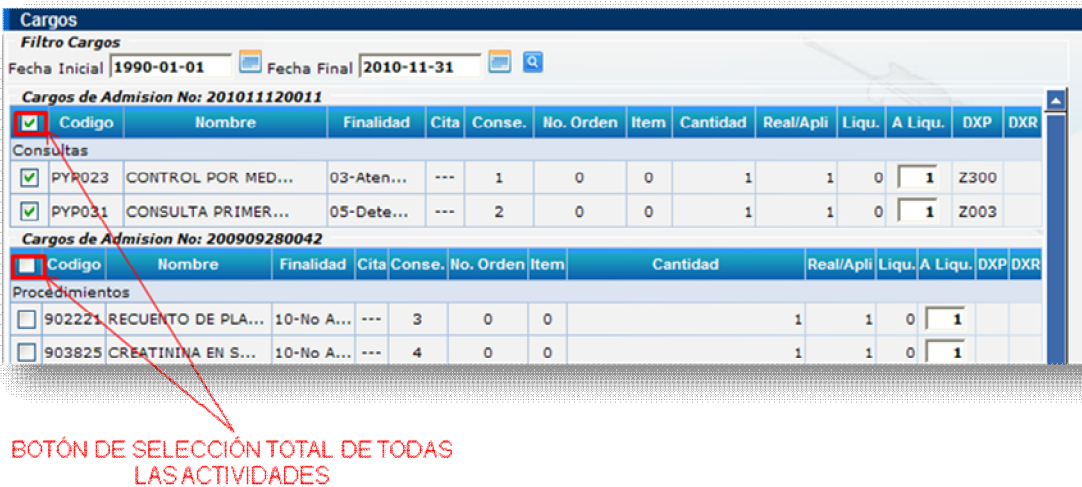 Cargos
Filtro Cargos
Fecha Inicial 1990-01-01 Fecha Final 2010-11-31
Cargos de Admision No: 201011120011
Codigo Nombre Finalidad Cita Conse. No. Orden Item Cantidad Real/Apli Liqu. A Liqu. DXP DXR
Consultas
PYP023 CONTROL POR MED... 03-Aten... --- 1 0 0 1 1 0 1 Z300
PYP031 CONSULTA PRIMER... 05-Dete... --- 2 0 0 1 1 0 1 Z003
Cargos de Admision No: 200909280042
Codigo Nombre Finalidad Cita Conse. No. Orden Item Cantidad Real/Apli Liqu. A Liqu. DXP DXR
Procedimientos
902221 RECUENTO DE PLA... 10-No A... --- 3 0 0 1 1 0 1
903825 CREATININA EN S... 10-No A... --- 4 0 0 1 1 0 1
BOTÓN DE SELECCIÓN TOTAL DE TODAS
LAS ACTIVIDADES